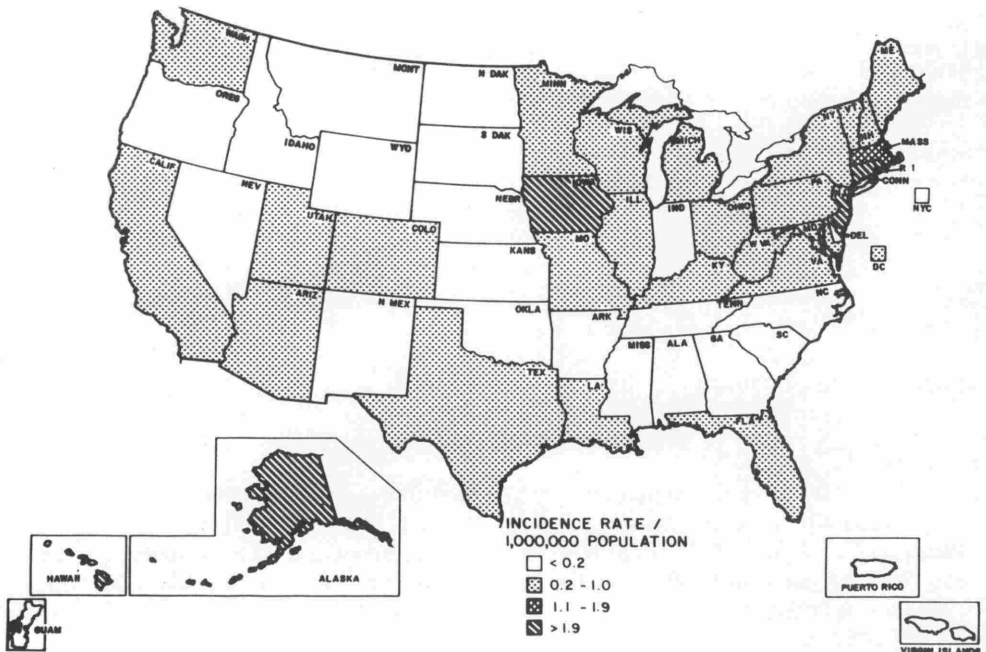 WASH
MONT
N DAK
MINN
ME
OREG
IDAHO
WYO
S DAK
WIS
MICH
NY
VT
NH
MASS
R I
CONN
NYC
CALIF
NEV
UTAH
COLO
NEBR
IOWA
ILL
IND
OHIO
PA
NJ
MD
DEL
DC
W VA
VA
KANS
MO
KY
ARIZ
N MEX
OKLA
ARK
TENN
NC
SC
TEX
LA
MISS
ALA
GA
FLA
INCIDENCE RATE /
1,000,000 POPULATION
< 0.2
0.2 - 1.0
1.1 - 1.9
> 1.9
HAWAII
ALASKA
GUAM
PUERTO RICO
VIRGIN ISLANDS